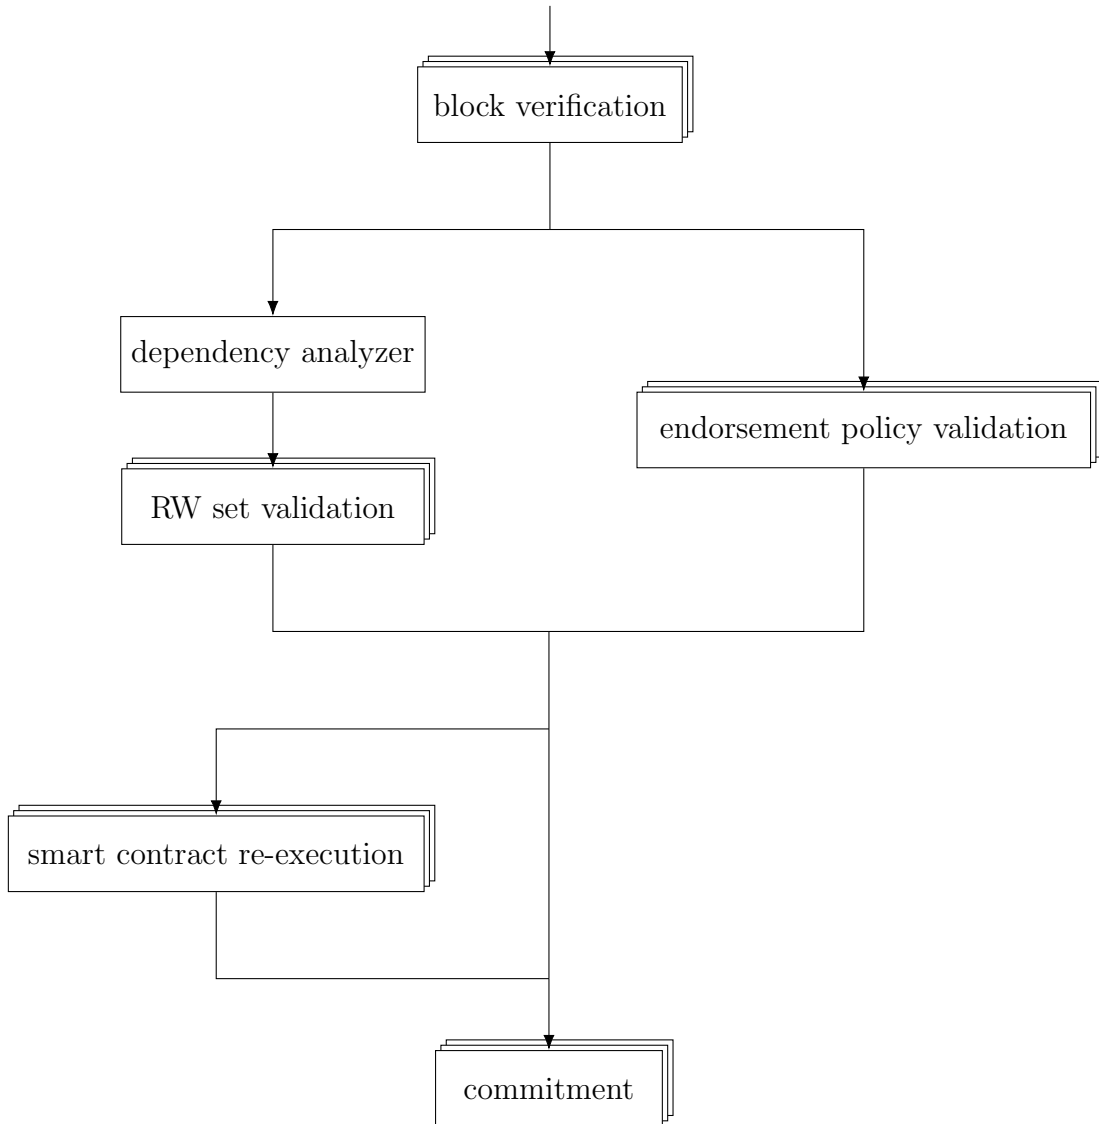 block verification
dependency analyzer
endorsement policy validation
RW set validation
smart contract re-execution
commitment